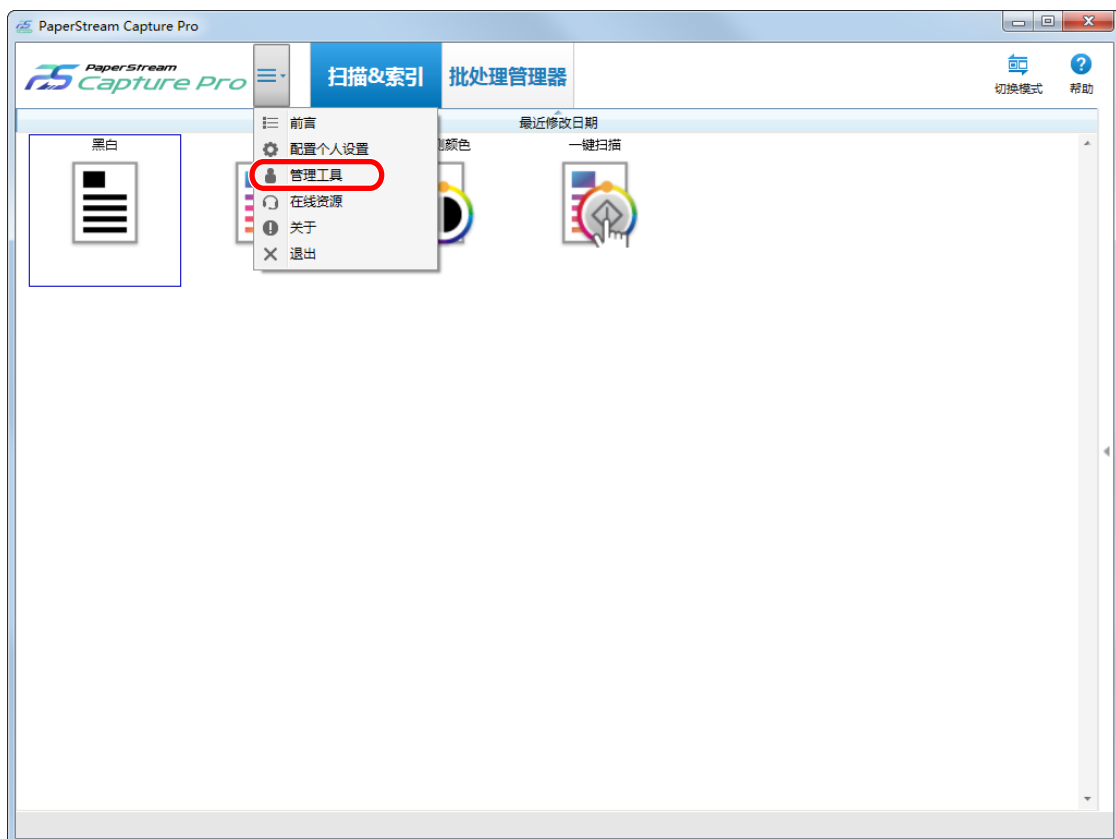 PaperStream Capture Pro
PaperStream
Capture Pro
扫描&索引
批处理管理器
切换模式
帮助
最近修改日期
前言
配置个人设置
管理工具
在线资源
关于
退出
黑白
颜色
一键扫描